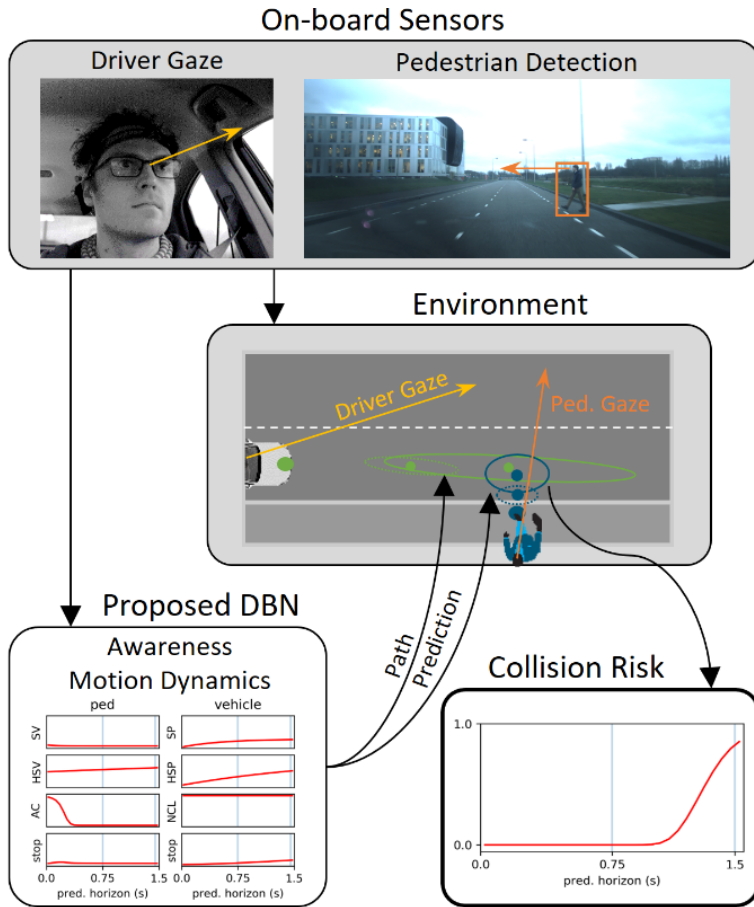 On-board Sensors
Driver Gaze
Pedestrian Detection
Environment
Driver Gaze
Ped. Gaze
Proposed DBN
Awareness
Motion Dynamics
ped
vehicle
SV
SP
HSV
HSP
AC
NCL
stop
stop
0.0 0.75 1.5
0.0 0.75 1.5
pred. horizon (s)
pred. horizon (s)
Path
Prediction
Collision Risk
1.0
0.0
0.0 0.75 1.5
pred. horizon (s)